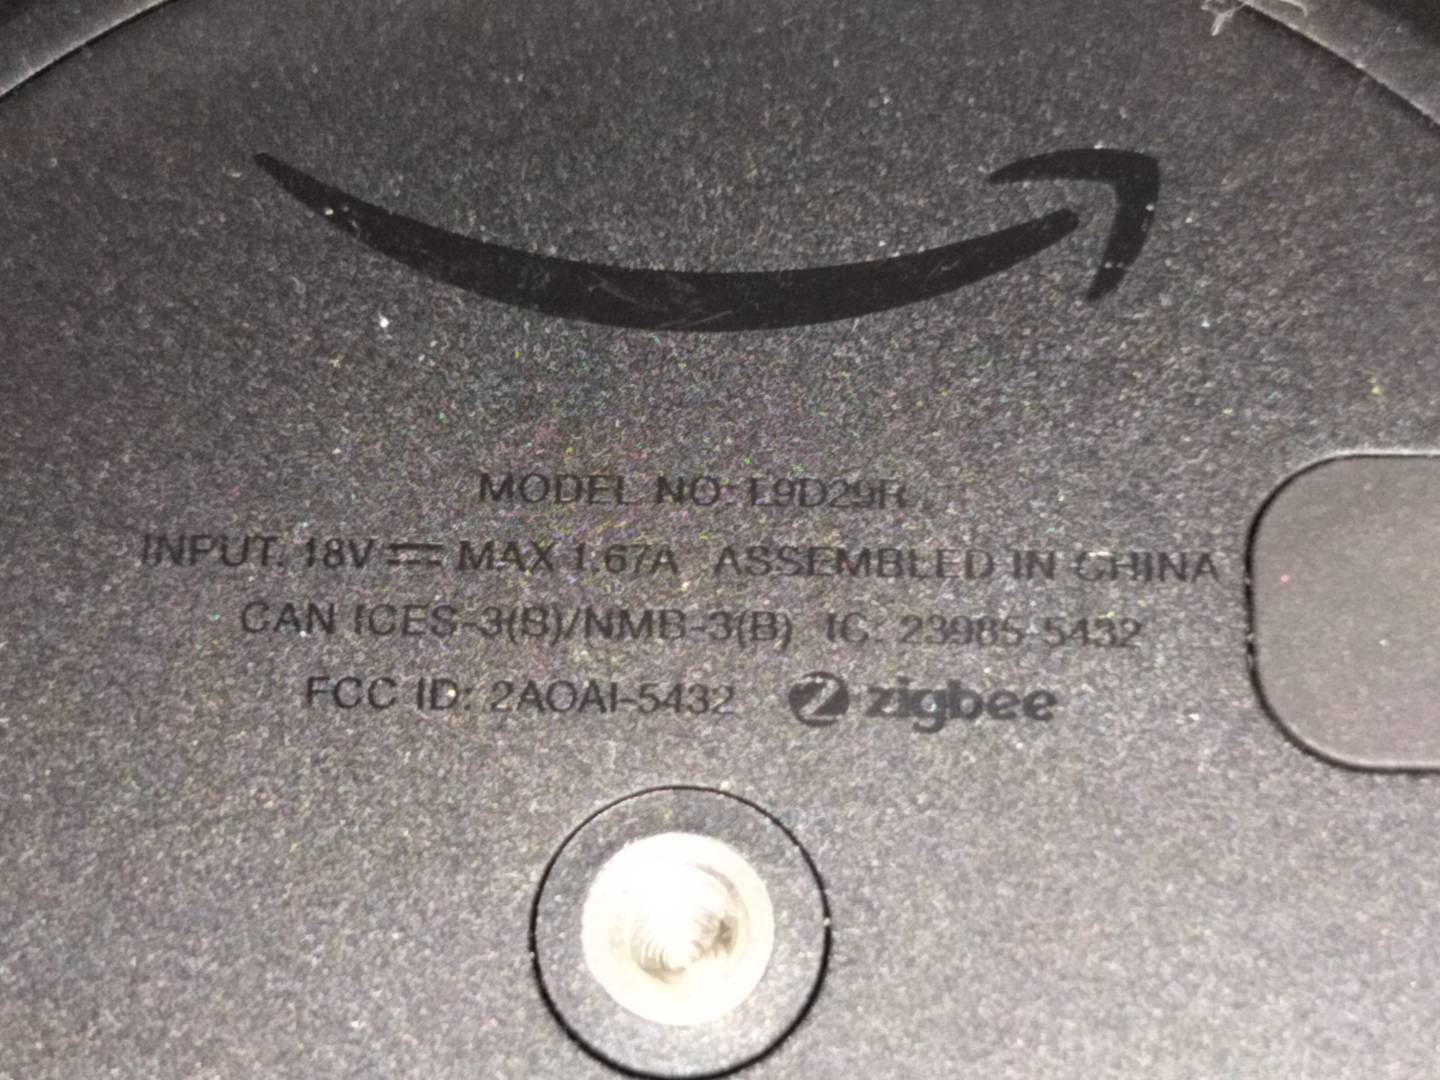 MODEL NO: L9D29R
INPUT: 18V ⎓ MAX 1.67A ASSEMBLED IN CHINA
CAN ICES-3(B)/NMB-3(B) IC: 23985-5432
FCC ID: 2AOAI-5432 zigbee